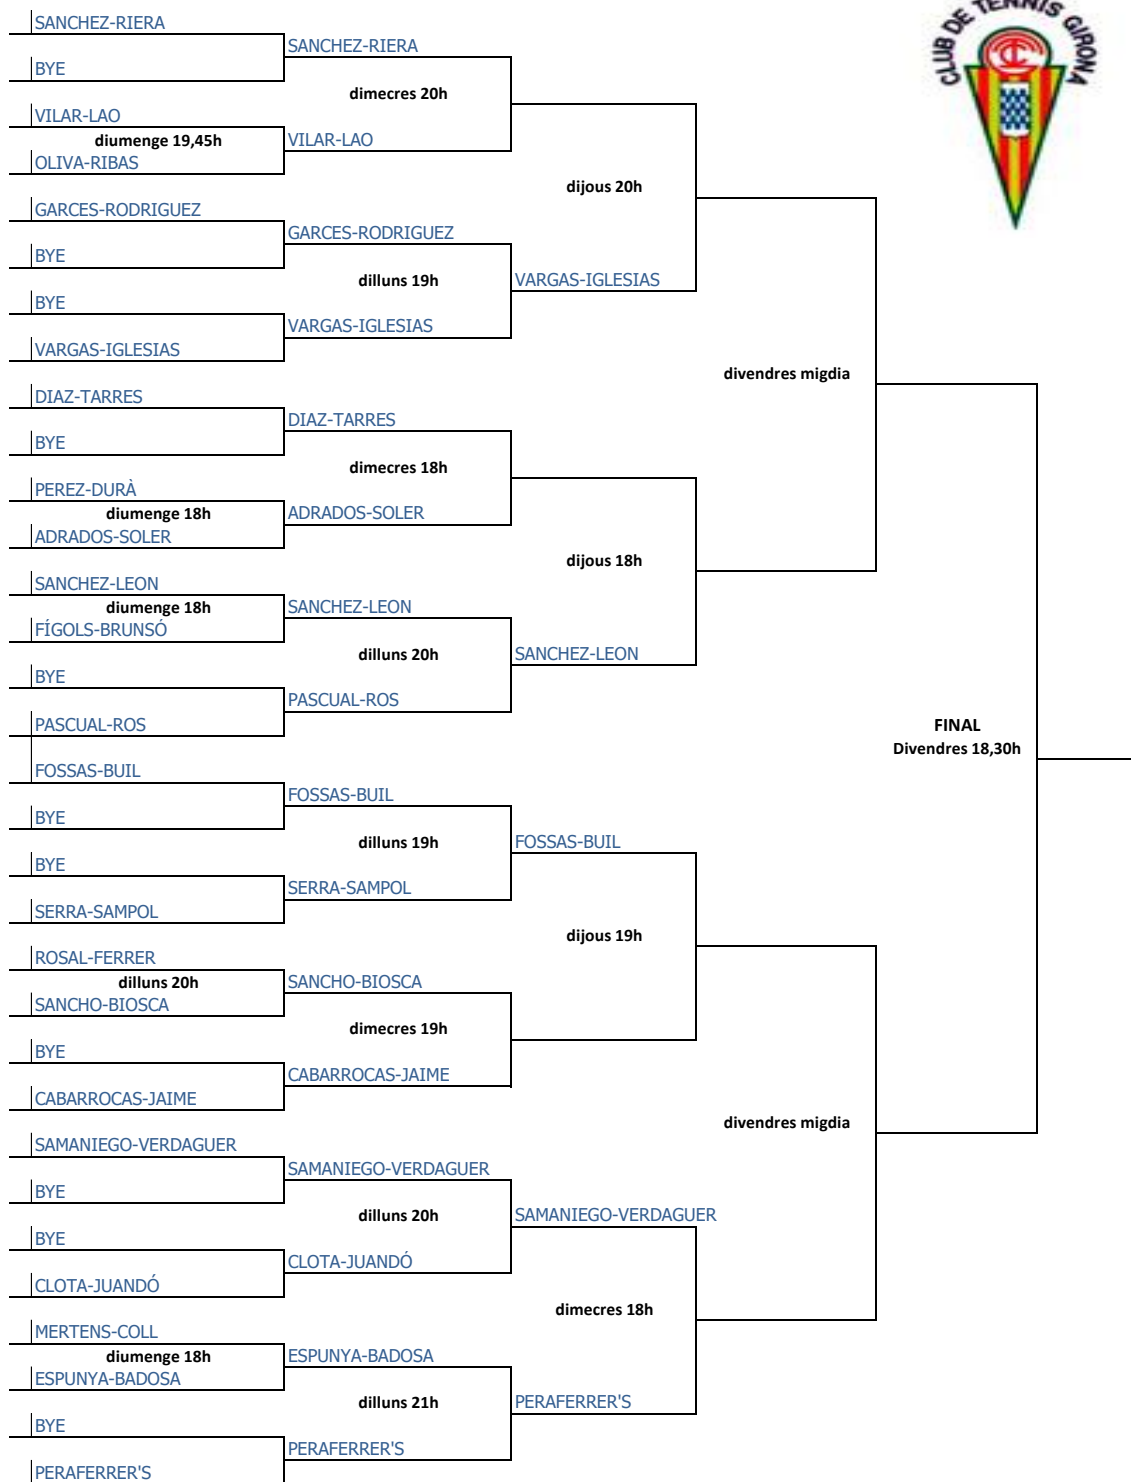 CLUB DE TENNIS GIRONA
SANCHEZ-RIERA
SANCHEZ-RIERA
BYE
dimecres 20h
VILAR-LAO
diumenge 19,45h
VILAR-LAO
OLIVA-RIBAS
dijous 20h
GARCES-RODRIGUEZ
GARCES-RODRIGUEZ
BYE
dilluns 19h
VARGAS-IGLESIAS
BYE
VARGAS-IGLESIAS
VARGAS-IGLESIAS
divendres migdia
DIAZ-TARRES
DIAZ-TARRES
BYE
dimecres 18h
PEREZ-DURÀ
diumenge 18h
ADRADOS-SOLER
ADRADOS-SOLER
dijous 18h
SANCHEZ-LEON
diumenge 18h
SANCHEZ-LEON
FÍGOLS-BRUNSÓ
dilluns 20h
SANCHEZ-LEON
BYE
PASCUAL-ROS
PASCUAL-ROS
FINAL
Divendres 18,30h
FOSSAS-BUIL
FOSSAS-BUIL
BYE
dilluns 19h
FOSSAS-BUIL
BYE
SERRA-SAMPOL
SERRA-SAMPOL
dijous 19h
ROSAL-FERRER
dilluns 20h
SANCHO-BIOSCA
SANCHO-BIOSCA
dimecres 19h
BYE
CABARROCAS-JAIME
CABARROCAS-JAIME
divendres migdia
SAMANIEGO-VERDAGUER
SAMANIEGO-VERDAGUER
BYE
dilluns 20h
SAMANIEGO-VERDAGUER
BYE
CLOTA-JUANDÓ
CLOTA-JUANDÓ
dimecres 18h
MERTENS-COLL
diumenge 18h
ESPUNYA-BADOSA
ESPUNYA-BADOSA
dilluns 21h
PERAFERRER'S
BYE
PERAFERRER'S
PERAFERRER'S